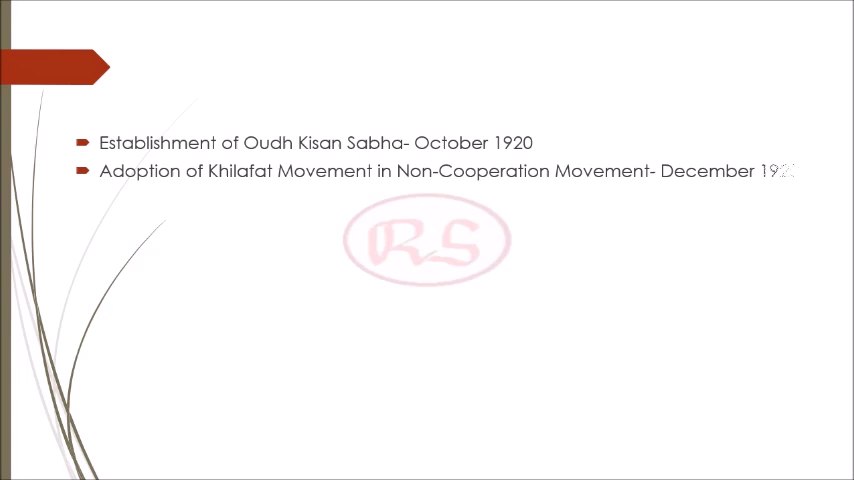 Establishment of Oudh Kisan Sabha- October 1920
Adoption of Khilafat Movement in Non-Cooperation Movement- December
RS